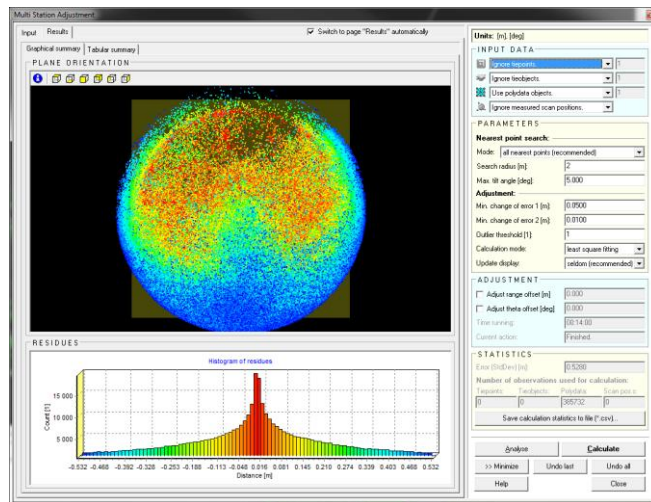 Multi Station Adjustment
Input
Results
Switch to page "Results" automatically
Graphical summary
Tabular summary
PLANE ORIENTATION
RESIDUES
Histogram of residues
Count [1]
15 000
10 000
5 000
-0.532 -0.468 -0.398 -0.328 -0.253 -0.183 -0.113 -0.048 0.016 0.081 0.145 0.210 0.274 0.339 0.403 0.468 0.532
Distance [m]
Units: [m], [deg]
INPUT DATA
Ignore tiepoints. 1
Ignore tieobjects. 1
Use polydata objects. 1
Ignore measured scan positions.
PARAMETERS
Nearest point search:
Mode: all nearest points (recommended)
Search radius [m]: 2
Max. tilt angle [deg]: 5.000
Adjustment:
Min. change of error 1 [m]: 0.0500
Min. change of error 2 [m]: 0.0100
Outlier threshold [1]: 1
Calculation mode: least square fitting
Update display: seldom (recommended)
ADJUSTMENT
Adjust range offset [m] 0.000
Adjust theta offset [deg] 0.000
Time running: 00:14:00
Current action: Finished.
STATISTICS
Error (StdDev) [m]: 0.5280
Number of observations used for calculation:
Tiepoints: Tieobjects: Polydata: Scan pos.s:
0 0 385732 0
Save calculation statistics to file (*.csv)...
Analyse
Calculate
>> Minimize
Undo last
Undo all
Help
Close